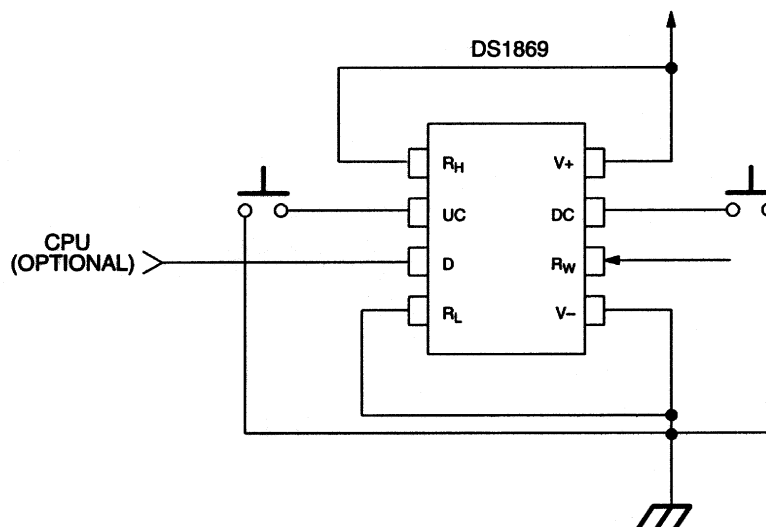 DS1869
RH V+
UC DC
CPU
(OPTIONAL)
D RW
RL V−